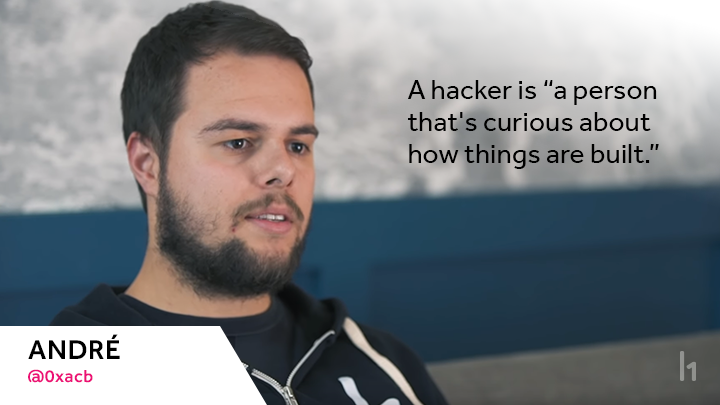 A hacker is “a person
that's curious about
how things are built.”
ANDRÉ
@0xacb